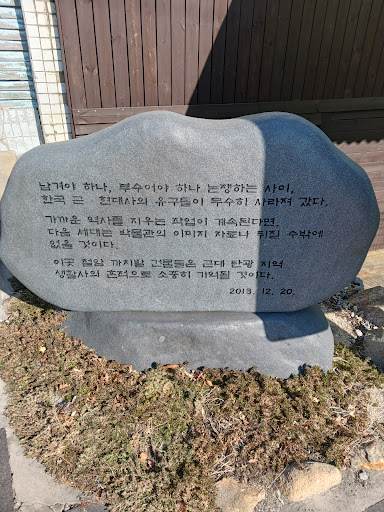 남겨야 하나, 부수어야 하나 논쟁하는 사이,
한국 근 · 현대사의 유구들이 무수히 사라져 갔다.
가까운 역사를 지우는 작업이 계속된다면,
다음 세대는 박물관의 이미지 자료나 뒤질 수밖에
없을 것이다.
이곳 철암 까치발 건물들은 근대 탄광 지역
생활사의 흔적으로 소중히 기억될 것이다.
2013. 12. 20.